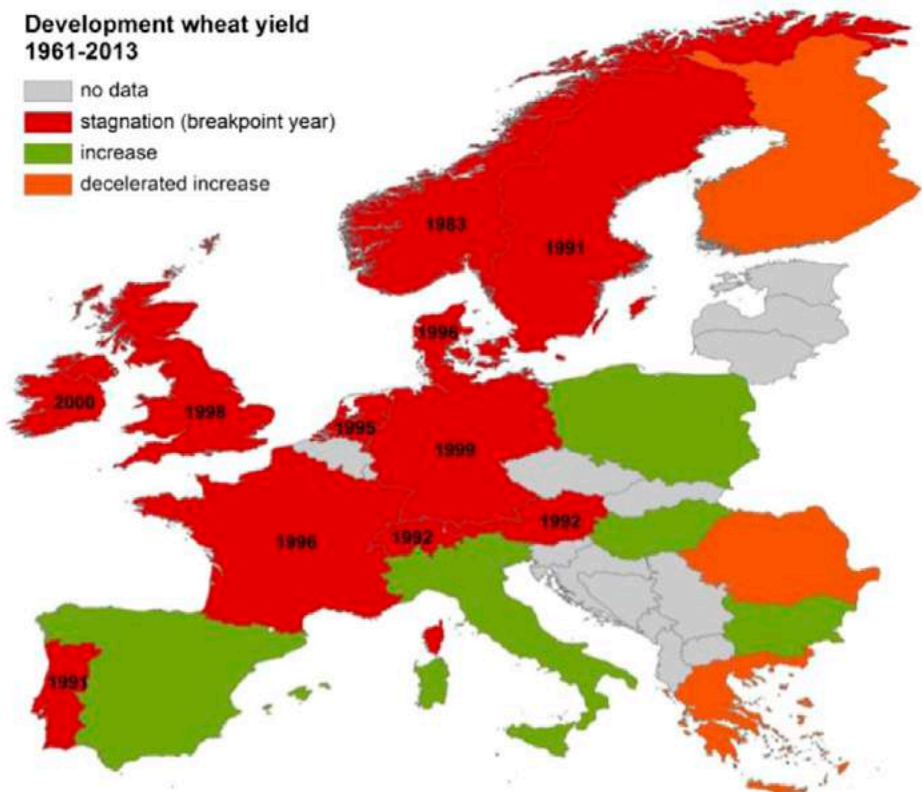 Development wheat yield
1961-2013
no data
stagnation (breakpoint year)
increase
decelerated increase
1983
1991
1996
2000
1998
1995
1999
1992
1992
1996
1991